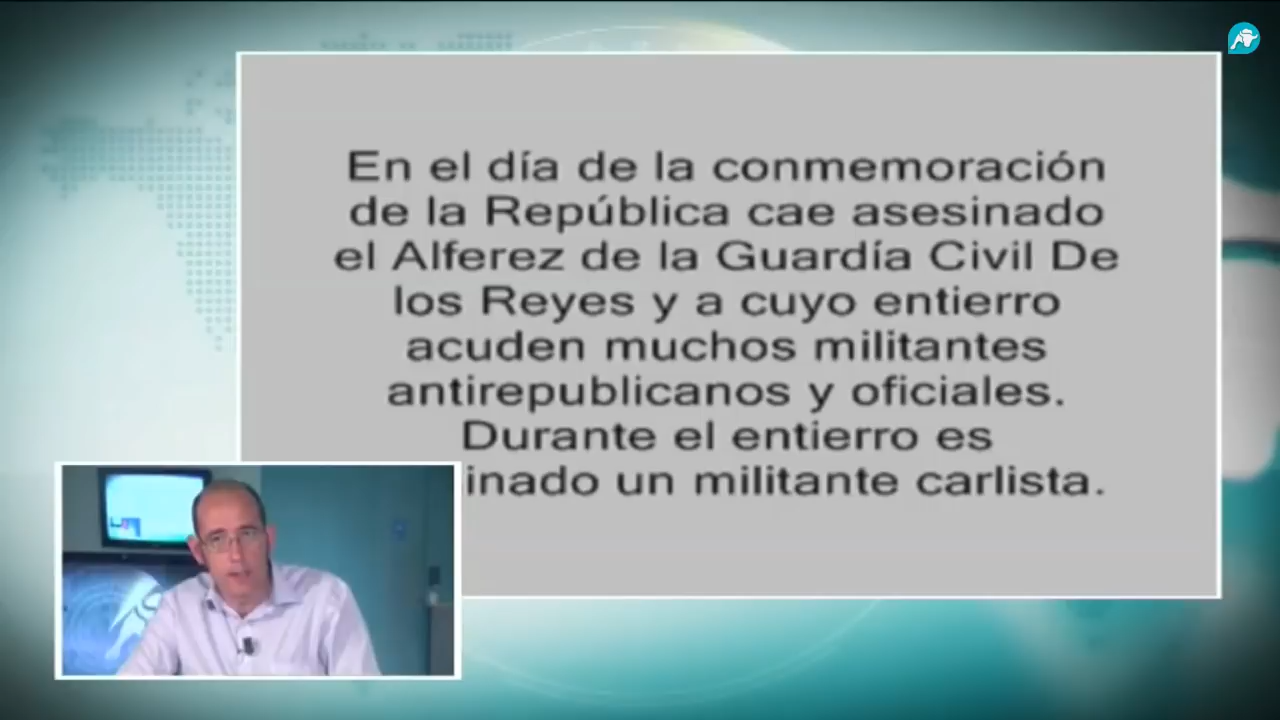 En el día de la conmemoración
de la República cae asesinado
el Alferez de la Guardía Civil De
los Reyes y a cuyo entierro
acuden muchos militantes
antirepublicanos y oficiales.
Durante el entierro es
un militante carlista.